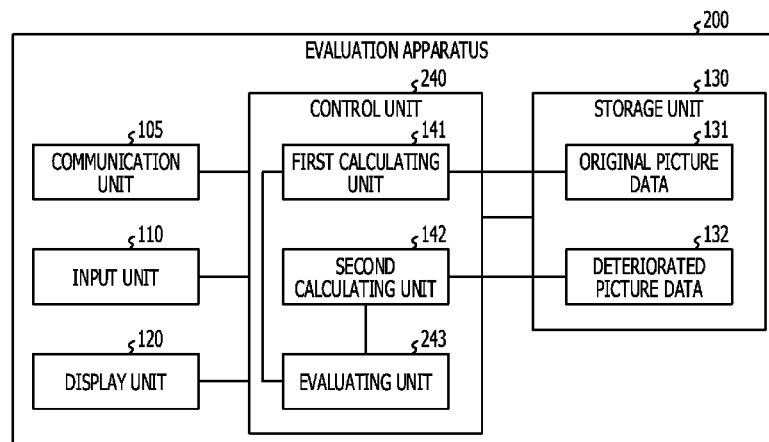 200
EVALUATION APPARATUS
240
CONTROL UNIT
130
STORAGE UNIT
105
COMMUNICATION
UNIT
141
FIRST CALCULATING
UNIT
131
ORIGINAL PICTURE
DATA
110
INPUT UNIT
142
SECOND
CALCULATING UNIT
132
DETERIORATED
PICTURE DATA
120
DISPLAY UNIT
243
EVALUATING UNIT